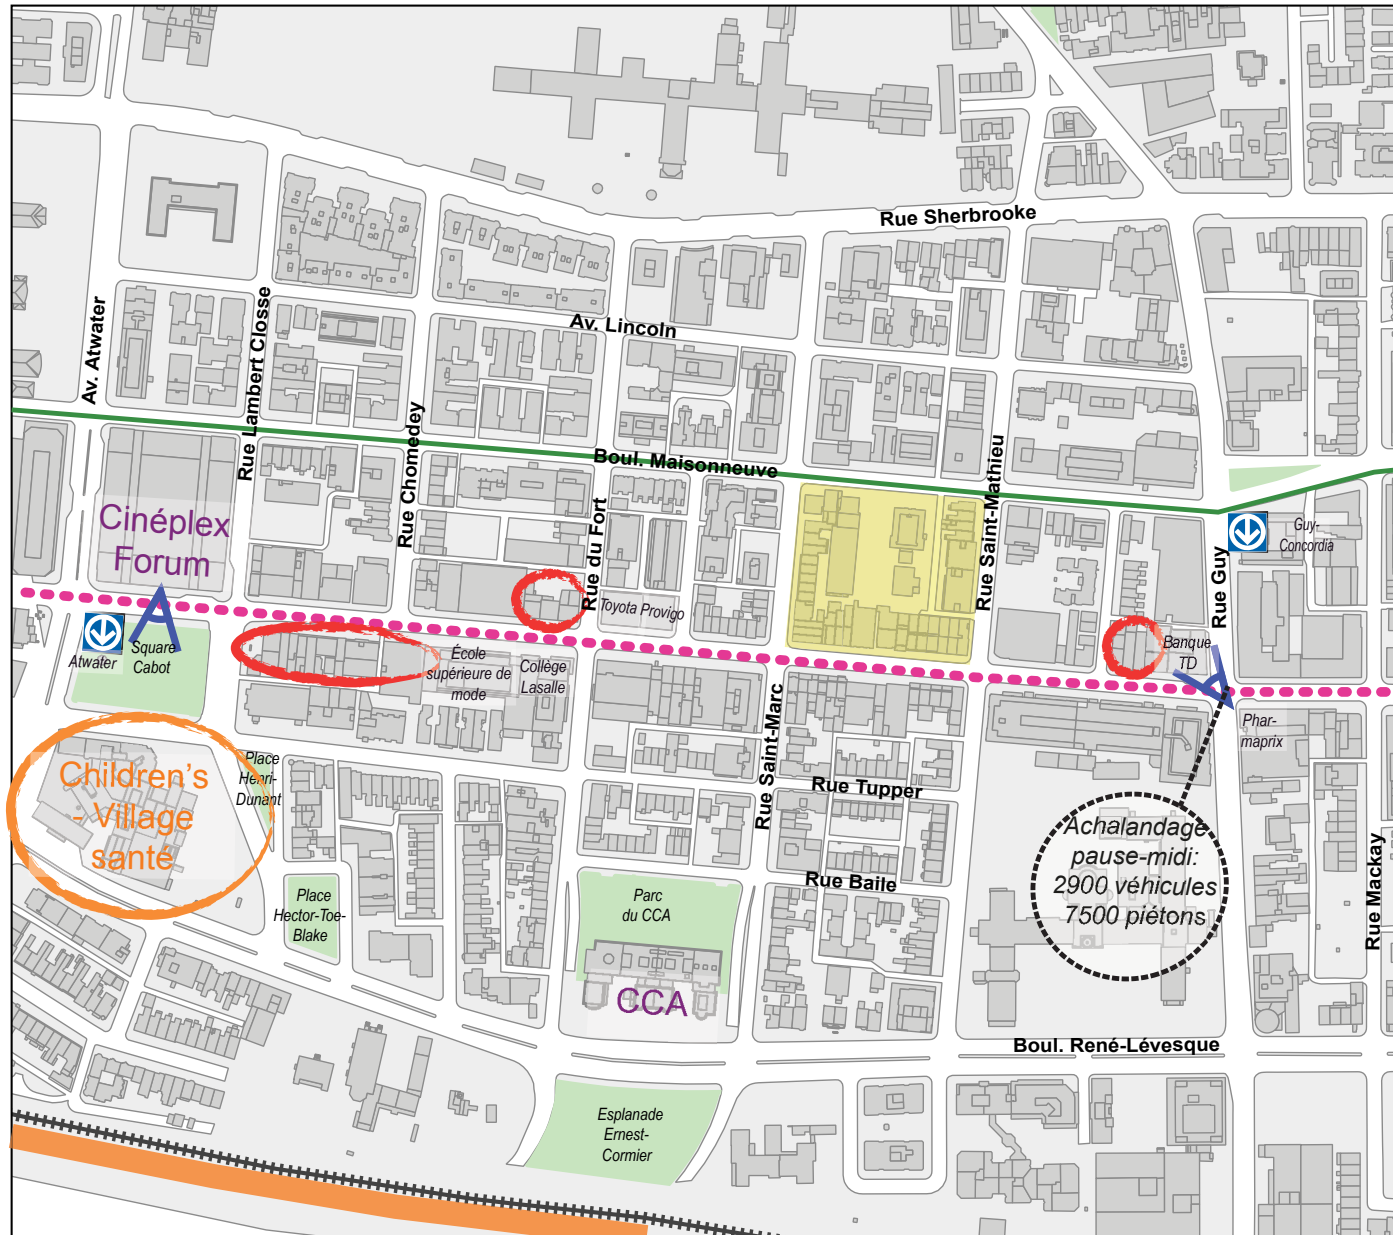 Rue Sherbrooke
Av. Atwater
Rue Lambert Closse
Av. Lincoln
Rue Chomedey
Boul. Maisonneuve
Rue du Fort
Rue Saint-Mathieu
Cinéplex
Forum
Rue Guy
Guy-
Concordia
Toyota Provigo
Atwater
Square
Cabot
École
supérieure de
mode
Collège
Lasalle
Banque
TD
Rue Saint-Marc
Phar-
maprix
Children's
- Village
santé
Place
Henri-
Dunant
Rue Tupper
Achalandage
pause-midi:
2900 véhicules
7500 piétons
Rue Mackay
Rue Baile
Place
Hector-Toe-
Blake
Parc
du CCA
CCA
Boul. René-Lévesque
Esplanade
Ernest-
Cormier